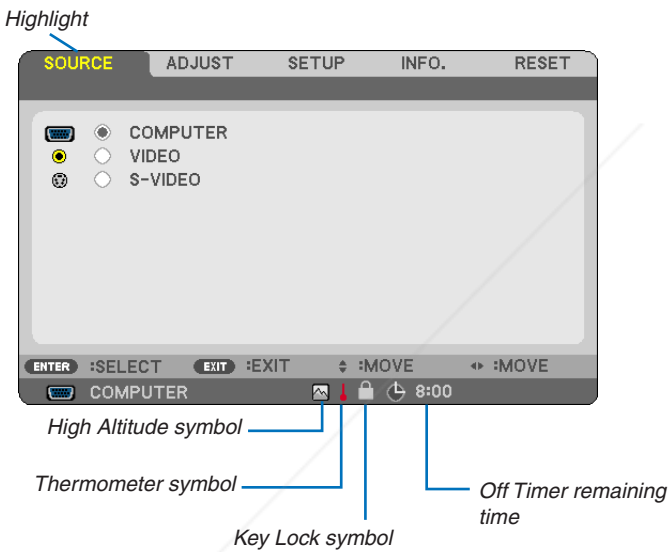 Highlight
SOURCE ADJUST SETUP INFO. RESET
COMPUTER
VIDEO
S-VIDEO
ENTER :SELECT EXIT :EXIT :MOVE :MOVE
COMPUTER 8:00
High Altitude symbol
Thermometer symbol
Off Timer remaining
time
Key Lock symbol